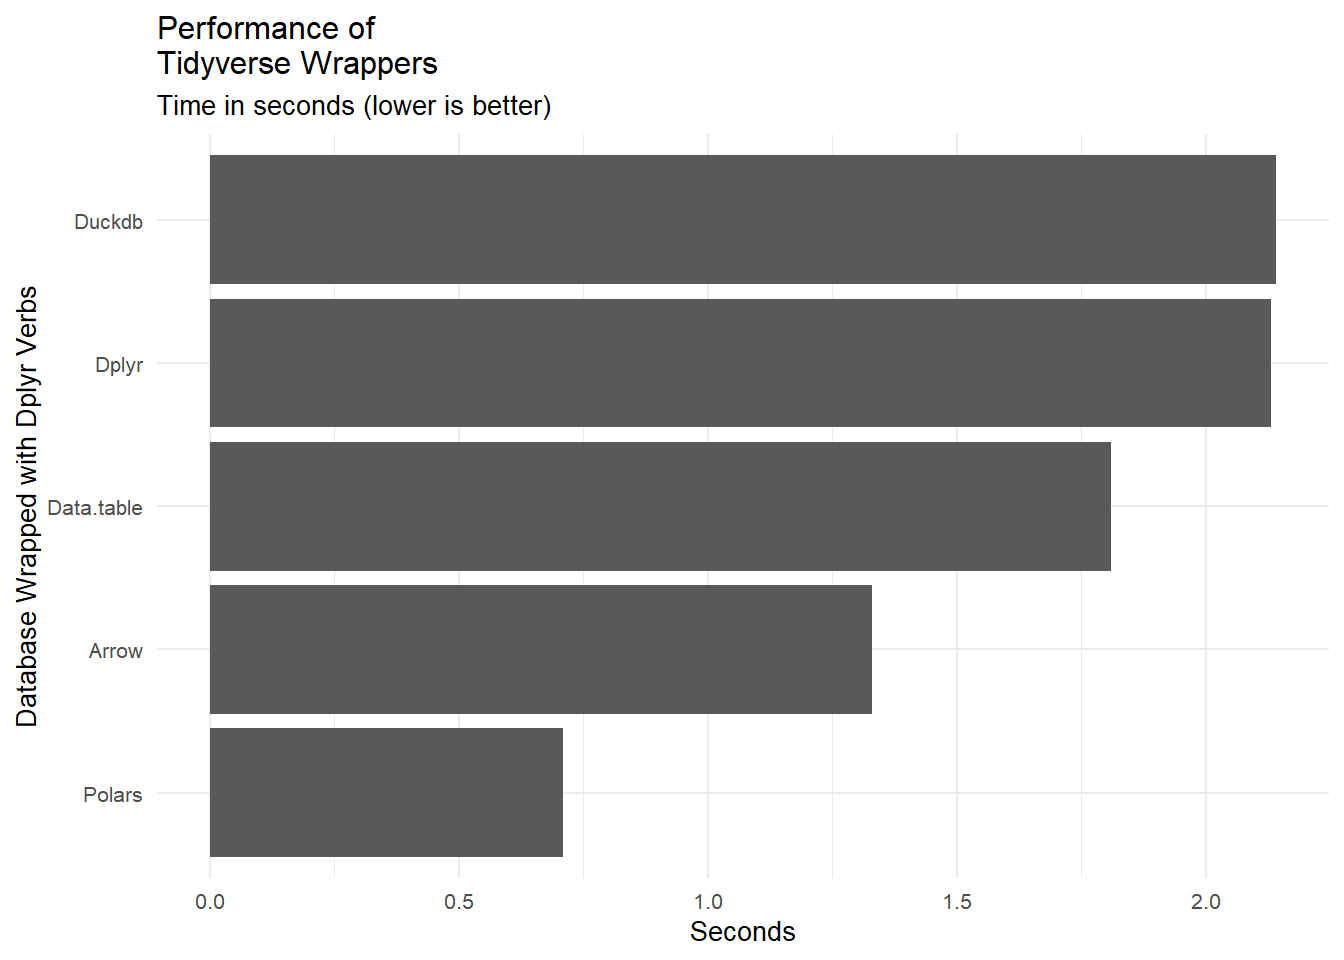 Performance of
Tidyverse Wrappers
Time in seconds (lower is better)
Database Wrapped with Dplyr Verbs
Duckdb
Dplyr
Data.table
Arrow
Polars
0.0 0.5 1.0 1.5 2.0
Seconds